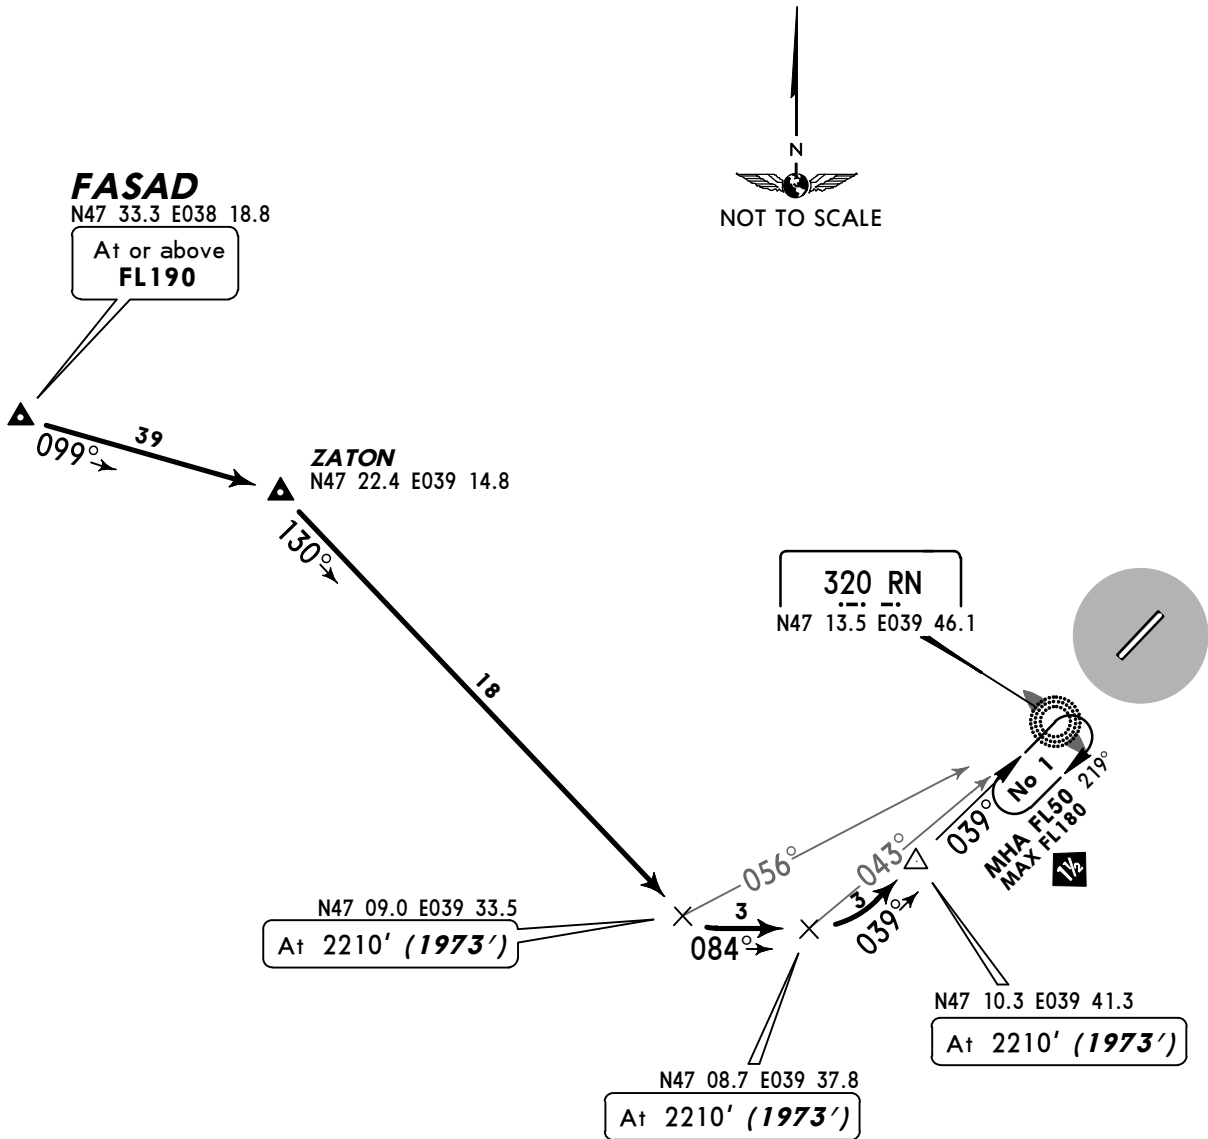 N
NOT TO SCALE
FASAD
N47 33.3 E038 18.8
At or above
FL190
099°
39
ZATON
N47 22.4 E039 14.8
130°
18
320 RN
N47 13.5 E039 46.1
No 1
219°
MHA FL50
MAX FL180
1½
039°
056°
043°
N47 09.0 E039 33.5
At 2210' (1973')
3
084°
3
039°
N47 10.3 E039 41.3
At 2210' (1973')
N47 08.7 E039 37.8
At 2210' (1973')